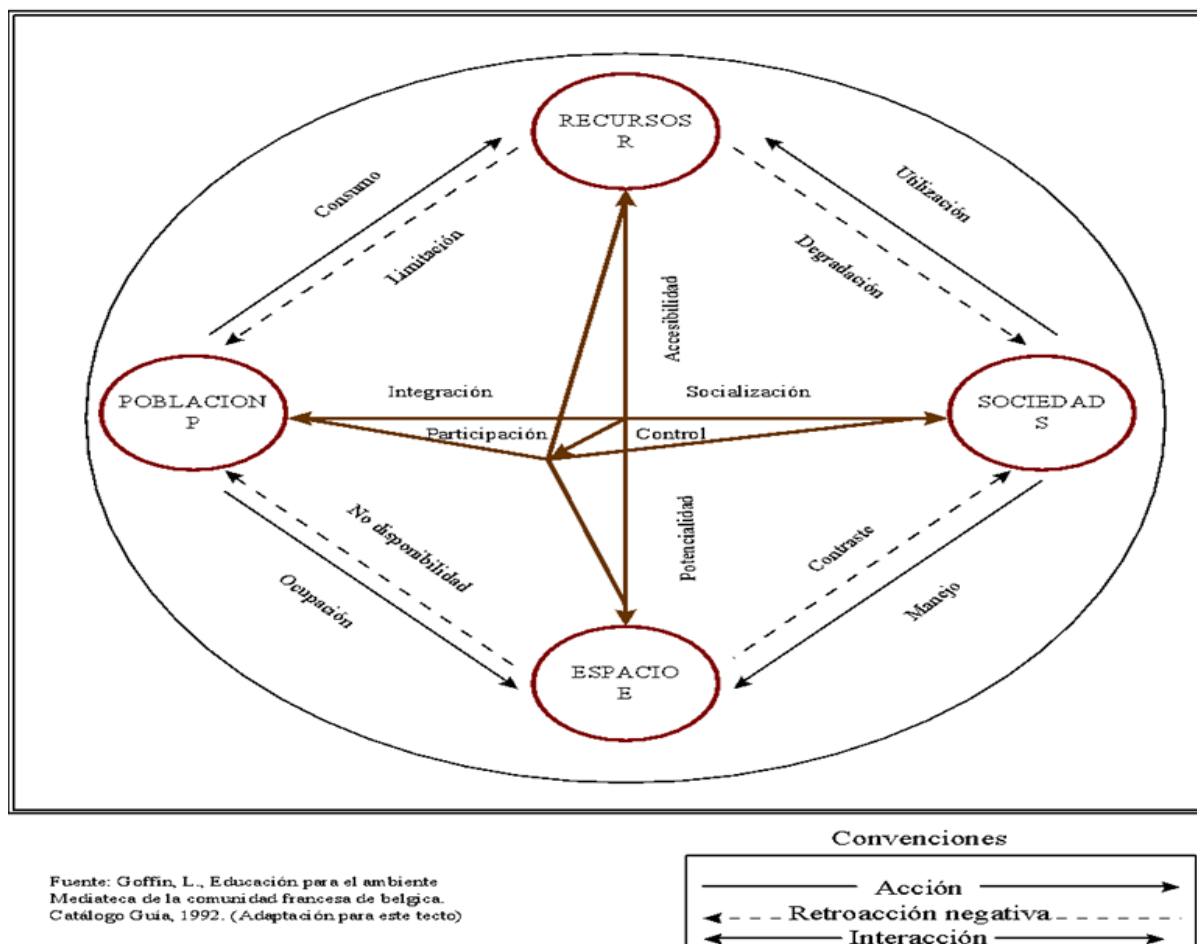 RECURSOS
R
Consumo
Limitación
Utilización
Degradación
Accesibilidad
POBLACION
P
Integración
Socialización
Participación
Control
SOCIEDAD
S
No disponibilidad
Ocupación
Potencialidad
Contraste
Manejo
ESPACIO
E
Convenciones
Acción
Retroacción negativa
Interacción
Fuente: Goffin, L., Educación para el ambiente
Mediateca de la comunidad francesa de belgica.
Catálogo Guia, 1992. (Adaptación para este tecto)